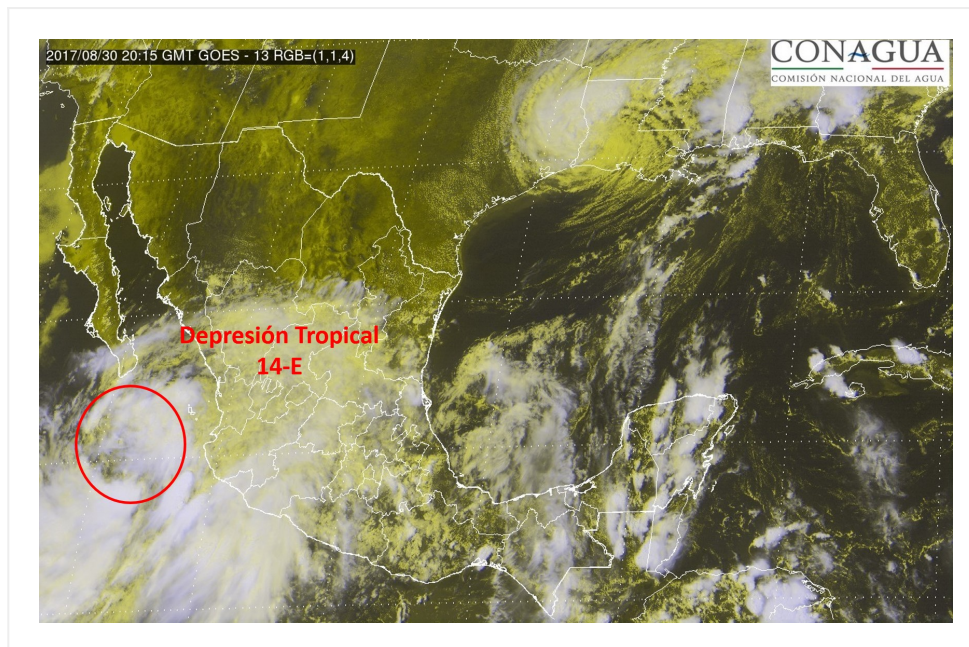 2017/08/30 20:15 GMT GOES - 13 RGB=(1,1,4)
CONAGUA
COMISIÓN NACIONAL DEL AGUA
Depresión Tropical
14-E